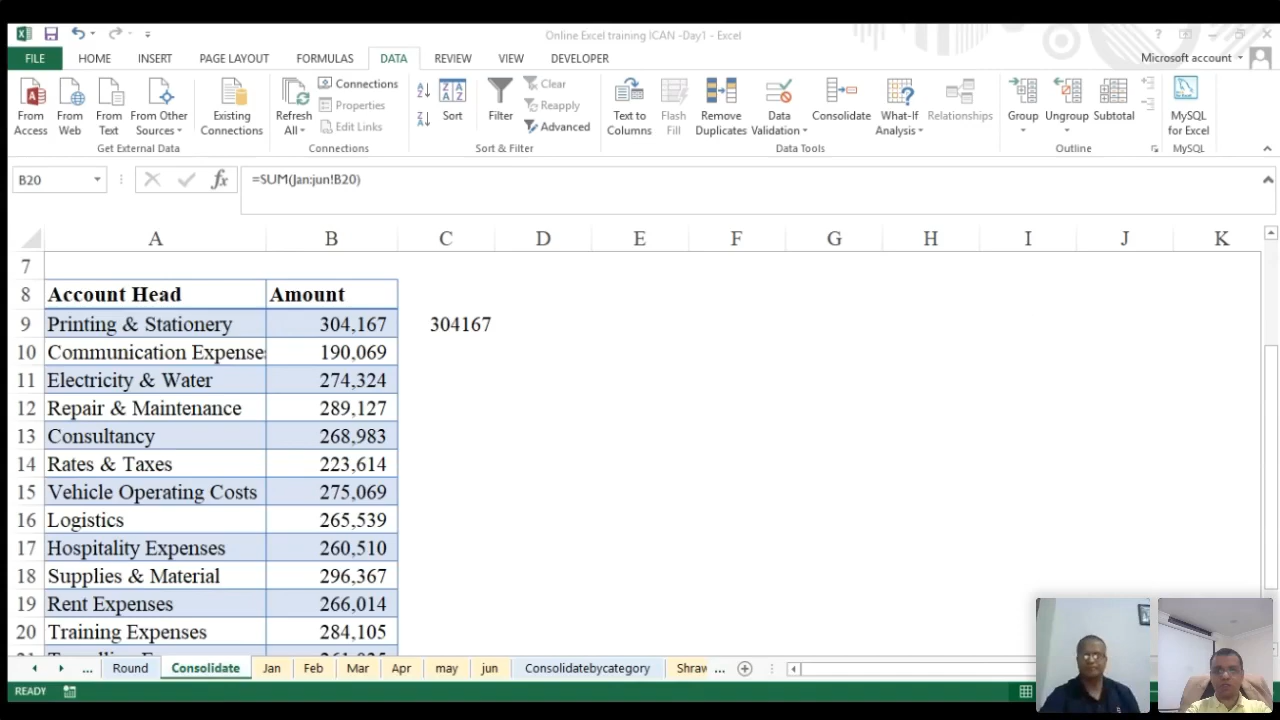 Online Excel training ICAN -Day1 - Excel
?
FILE HOME INSERT PAGE LAYOUT FORMULAS DATA REVIEW VIEW DEVELOPER Microsoft account
From Access
From Web
From Text
From Other Sources
Existing Connections
Get External Data
Refresh All
Connections
Properties
Edit Links
Connections
Sort
Filter
Clear
Reapply
Advanced
Sort & Filter
Text to Columns
Flash Fill
Remove Duplicates
Data Validation
Consolidate
What-If Analysis
Relationships
Data Tools
Group
Ungroup
Subtotal
Outline
MySQL for Excel
MySQL
B20 fx =SUM(Jan:jun!B20)
A B C D E F G H I J K
7
8 Account Head Amount
9 Printing & Stationery 304,167 304167
10 Communication Expense 190,069
11 Electricity & Water 274,324
12 Repair & Maintenance 289,127
13 Consultancy 268,983
14 Rates & Taxes 223,614
15 Vehicle Operating Costs 275,069
16 Logistics 265,539
17 Hospitality Expenses 260,510
18 Supplies & Material 296,367
19 Rent Expenses 266,014
20 Training Expenses 284,105
... Round Consolidate Jan Feb Mar Apr may jun Consolidatebycategory Shrav ...
READY